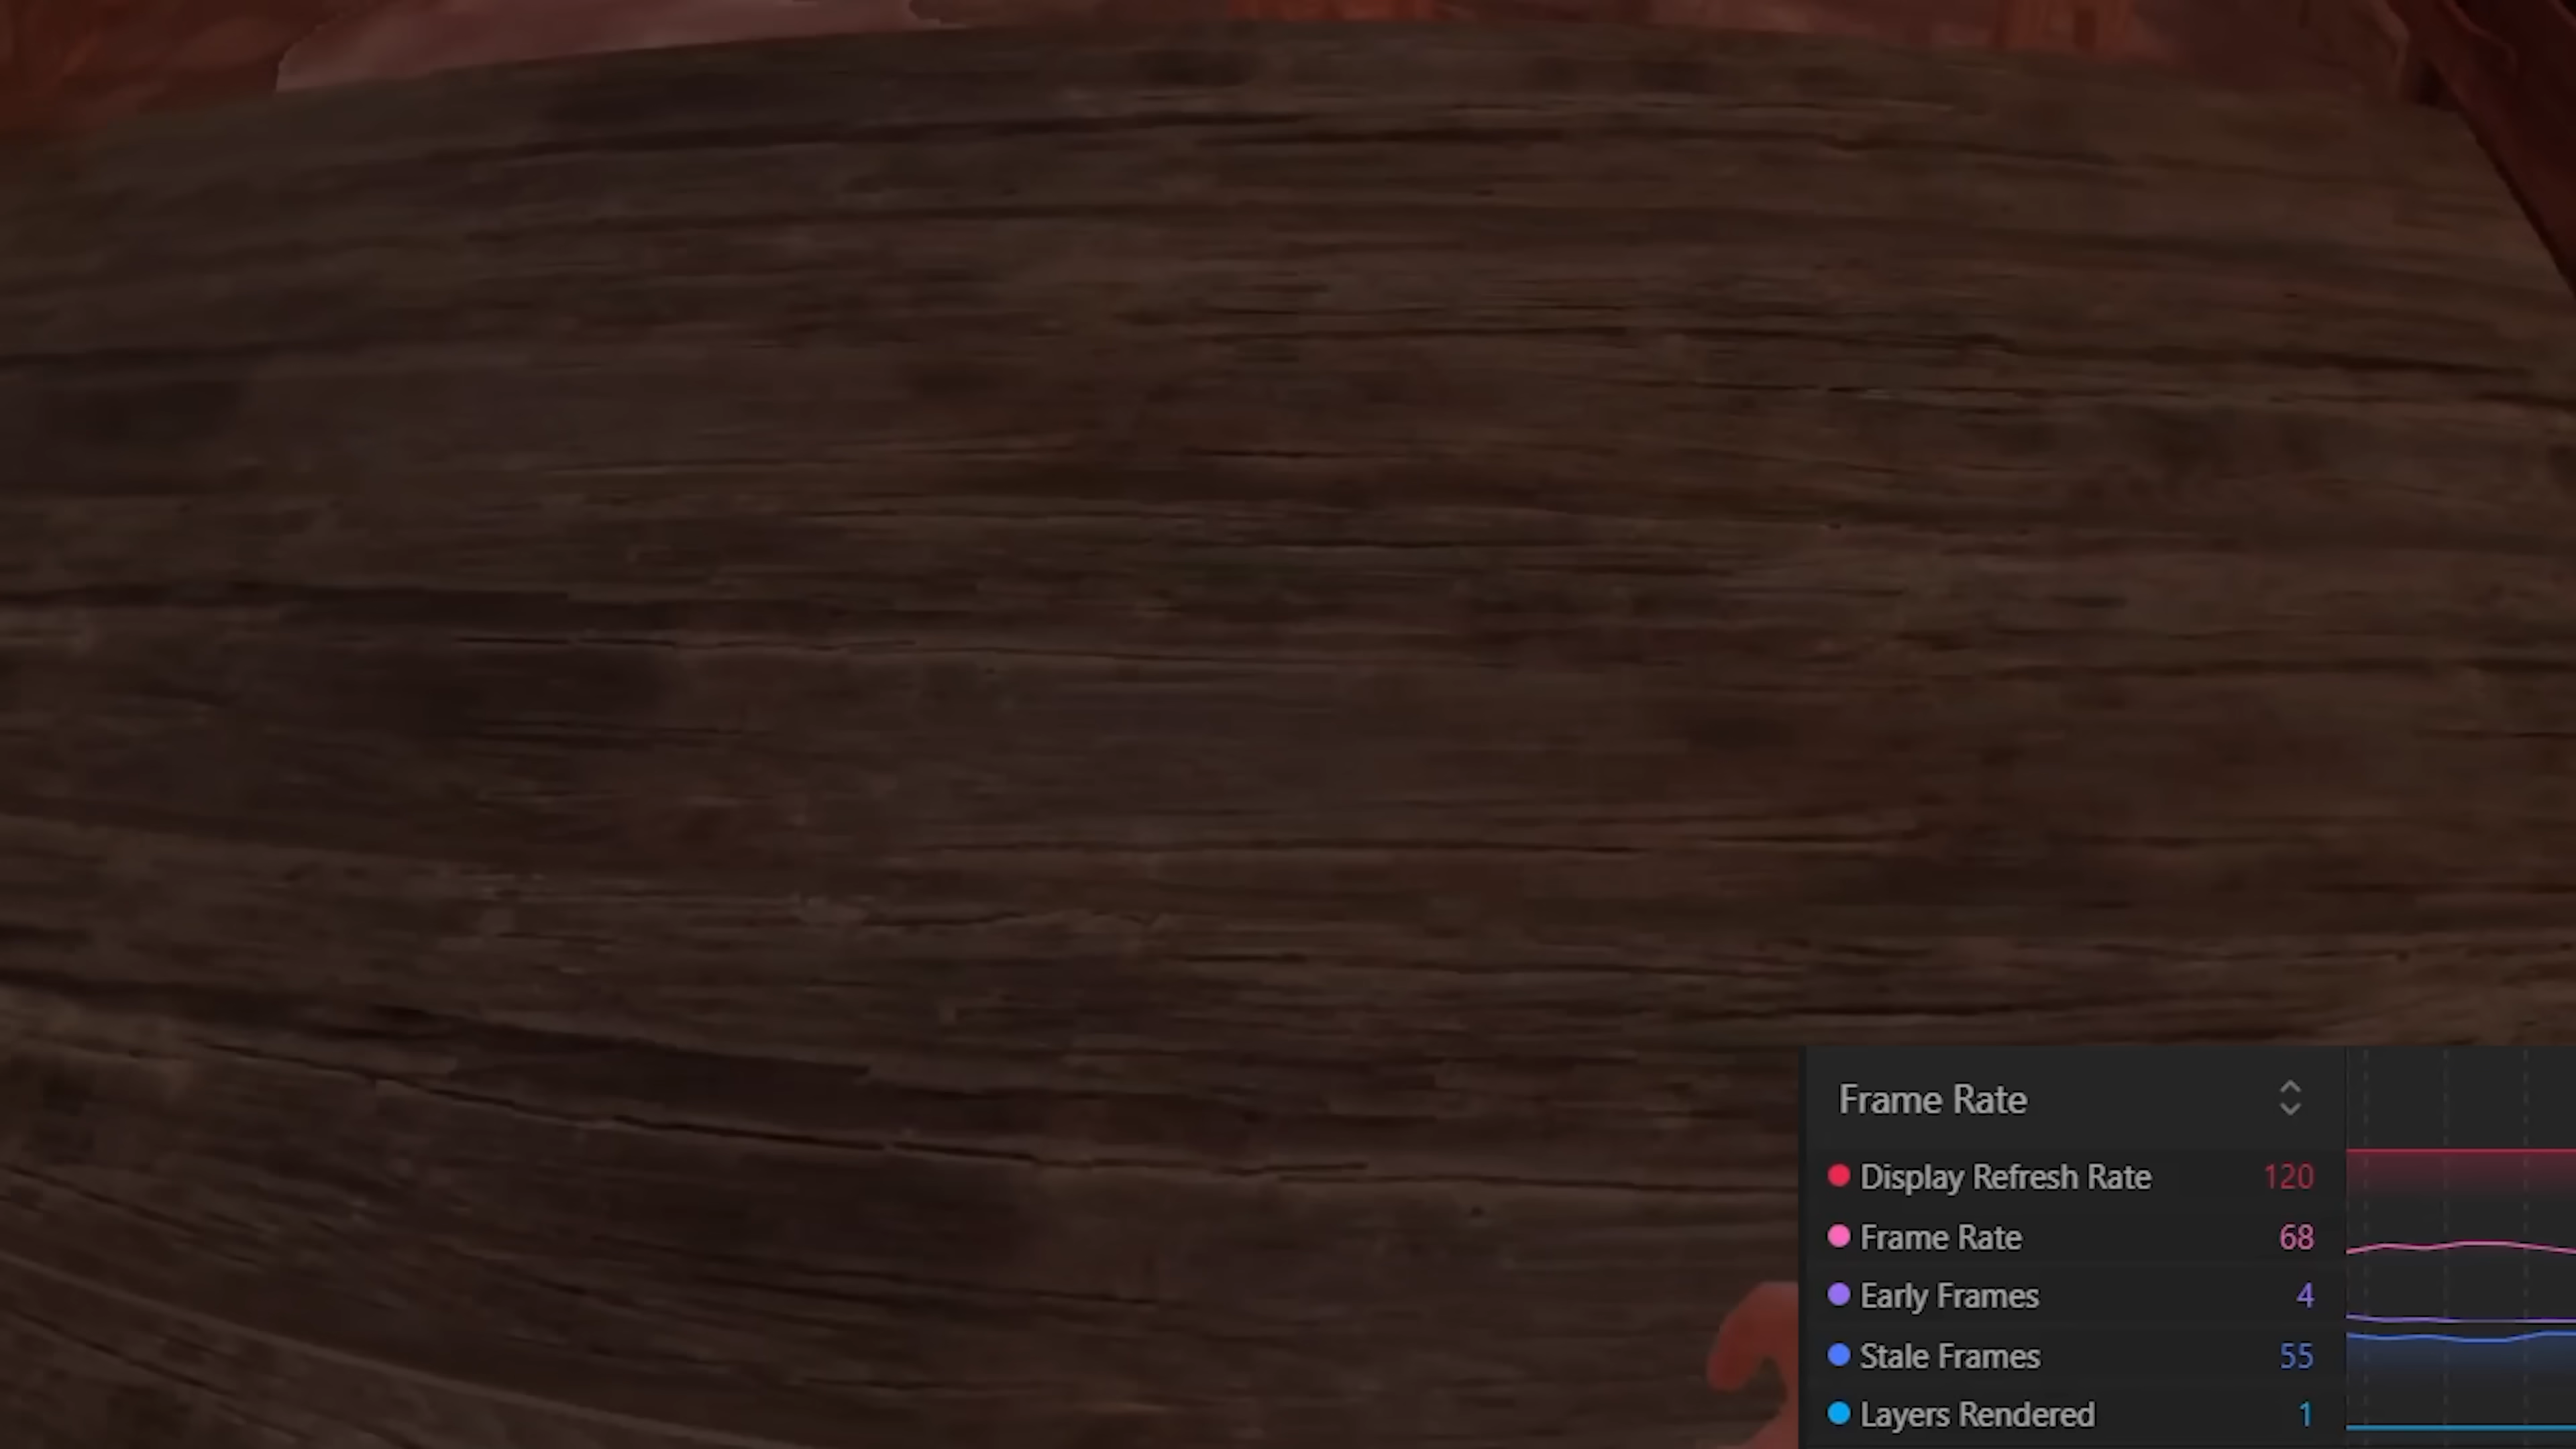 Frame Rate
Display Refresh Rate 120
Frame Rate 68
Early Frames 4
Stale Frames 55
Layers Rendered 1